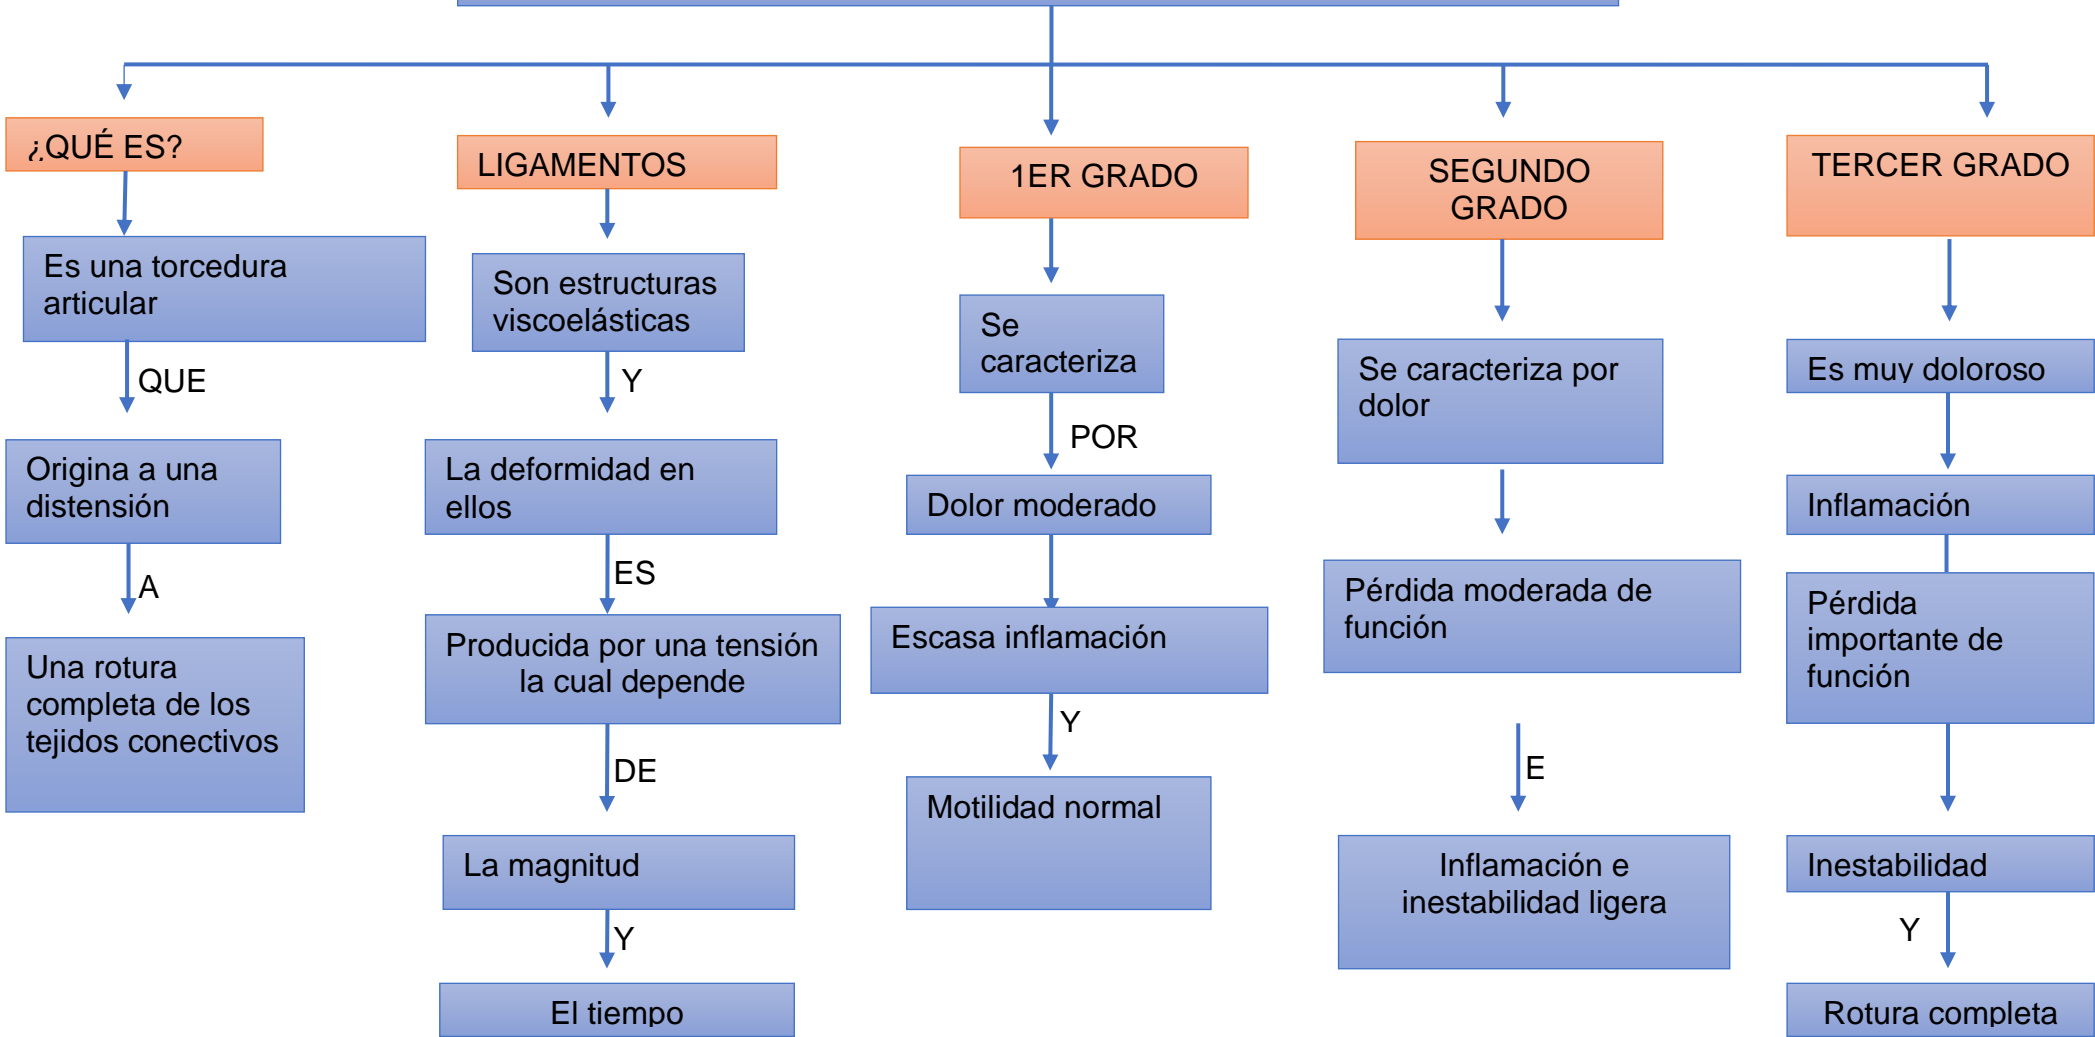 ¿QUÉ ES?
Es una torcedura
articular
QUE
Origina a una
distensión
A
Una rotura
completa de los
tejidos conectivos
LIGAMENTOS
Son estructuras
viscoelásticas
Y
La deformidad en
ellos
ES
Producida por una tensión
la cual depende
DE
La magnitud
Y
El tiempo
1ER GRADO
Se
caracteriza
POR
Dolor moderado
Escasa inflamación
Y
Motilidad normal
SEGUNDO
GRADO
Se caracteriza por
dolor
Pérdida moderada de
función
E
Inflamación e
inestabilidad ligera
TERCER GRADO
Es muy doloroso
Inflamación
Pérdida
importante de
función
Inestabilidad
Y
Rotura completa